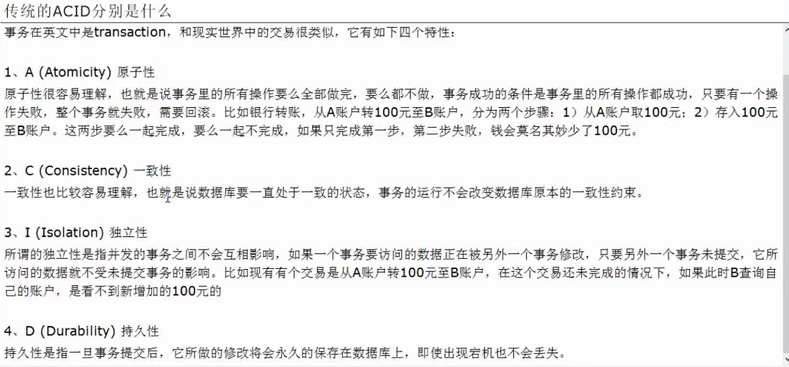 传统的ACID分别是什么
事务在英文中是transaction，和现实世界中的交易很类似，它有如下四个特性：
1、A (Atomicity) 原子性
原子性很容易理解，也就是说事务里的所有操作要么全部做完，要么都不做，事务成功的条件是事务里的所有操作都成功，只要有一个操
作失败，整个事务就失败，需要回滚。比如银行转账，从A账户转100元至B账户，分为两个步骤：1）从A账户取100元；2）存入100元
至B账户。这两步要么一起完成，要么一起不完成，如果只完成第一步，第二步失败，钱会莫名其妙少了100元。
2、C (Consistency) 一致性
一致性也比较容易理解，也就是说数据库要一直处于一致的状态，事务的运行不会改变数据库原本的一致性约束。
3、I (Isolation) 独立性
所谓的独立性是指并发的事务之间不会互相影响，如果一个事务要访问的数据正在被另外一个事务修改，只要另外一个事务未提交，它所
访问的数据就不受未提交事务的影响。比如现有有个交易是从A账户转100元至B账户，在这个交易还未完成的情况下，如果此时B查询自
己的账户，是看不到新增加的100元的
4、D (Durability) 持久性
持久性是指一旦事务提交后，它所做的修改将会永久的保存在数据库上，即使出现宕机也不会丢失。